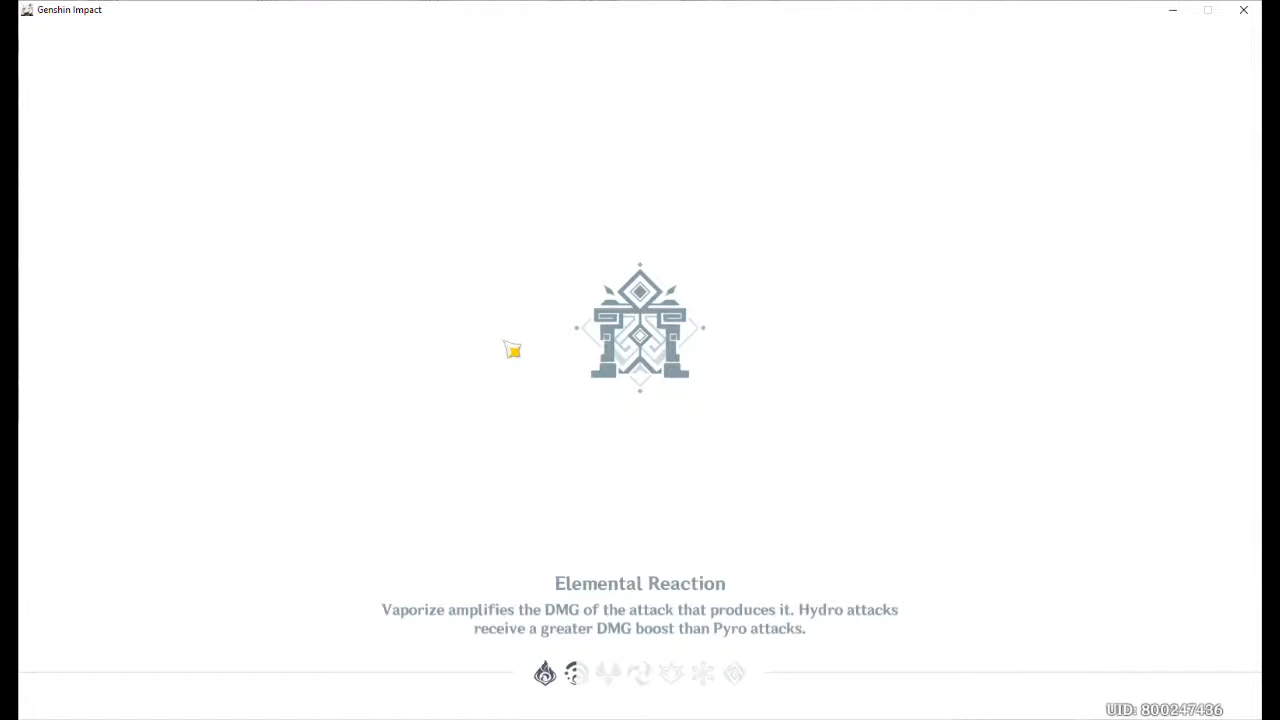 Genshin Impact
Elemental Reaction
Vaporize amplifies the DMG of the attack that produces it. Hydro attacks
receive a greater DMG boost than Pyro attacks.
UID: 800247436